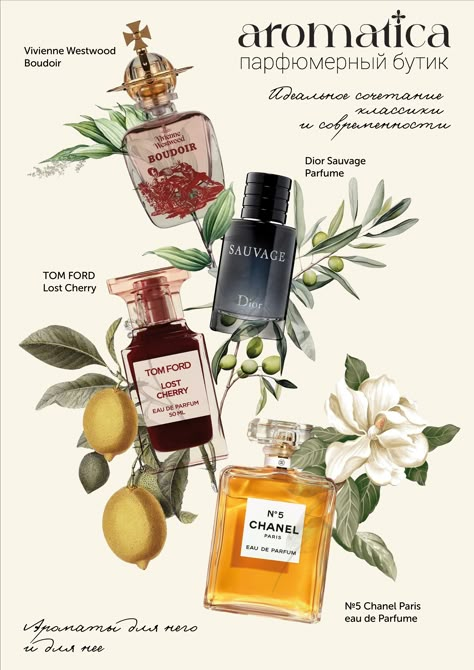 aromatica
парфюмерный бутик
Идеальное сочетание
классики
и современности
Vivienne Westwood
Boudoir
Vivienne
Westwood
BOUDOIR
Dior Sauvage
Parfume
SAUVAGE
Dior
TOM FORD
Lost Cherry
TOM FORD
LOST
CHERRY
EAU DE PARFUM
50 ML
N°5
CHANEL
PARIS
EAU DE PARFUM
№5 Chanel Paris
eau de Parfume
Ароматы для него
и для нее